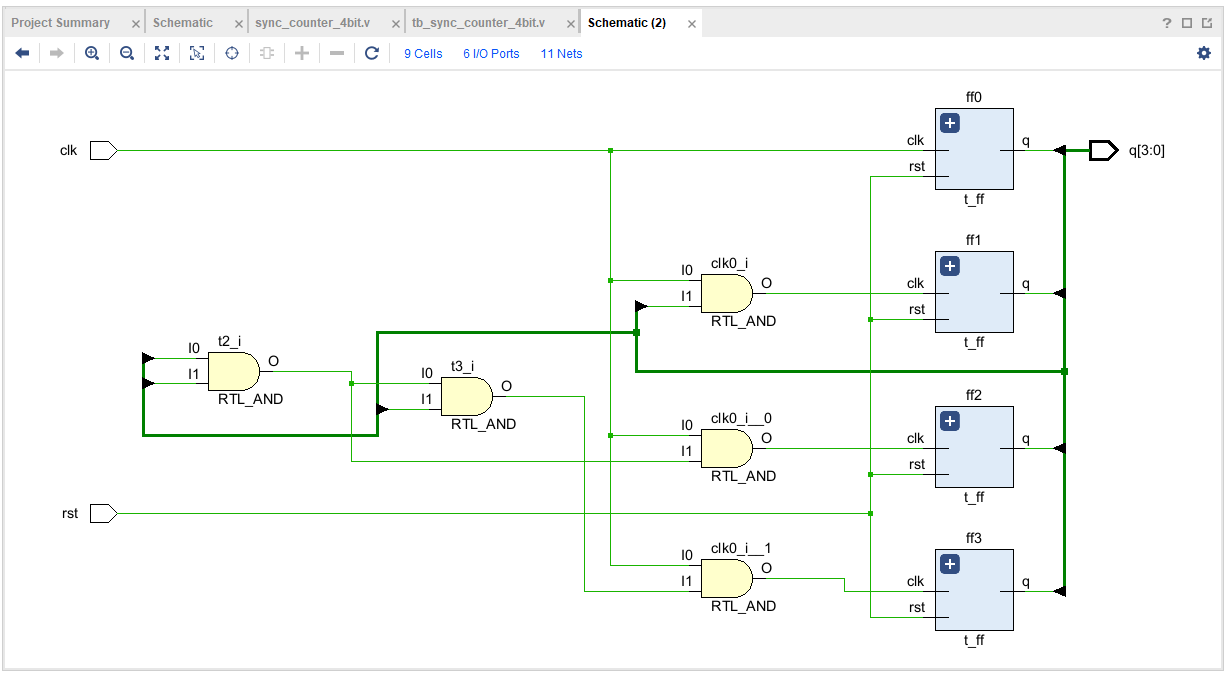 Project Summary × Schematic × sync_counter_4bit.v × tb_sync_counter_4bit.v × Schematic (2) × ?
9 Cells 6 I/O Ports 11 Nets
ff0
clk
clk q
q[3:0]
rst
t_ff
ff1
clk0_i
I0
O
clk q
I1
rst
RTL_AND
t_ff
t2_i
I0
O
I1
RTL_AND
t3_i
I0
O
I1
RTL_AND
ff2
clk0_i__0
I0
O
clk q
I1
rst
RTL_AND
t_ff
rst
ff3
clk0_i__1
I0
O
clk q
I1
rst
RTL_AND
t_ff